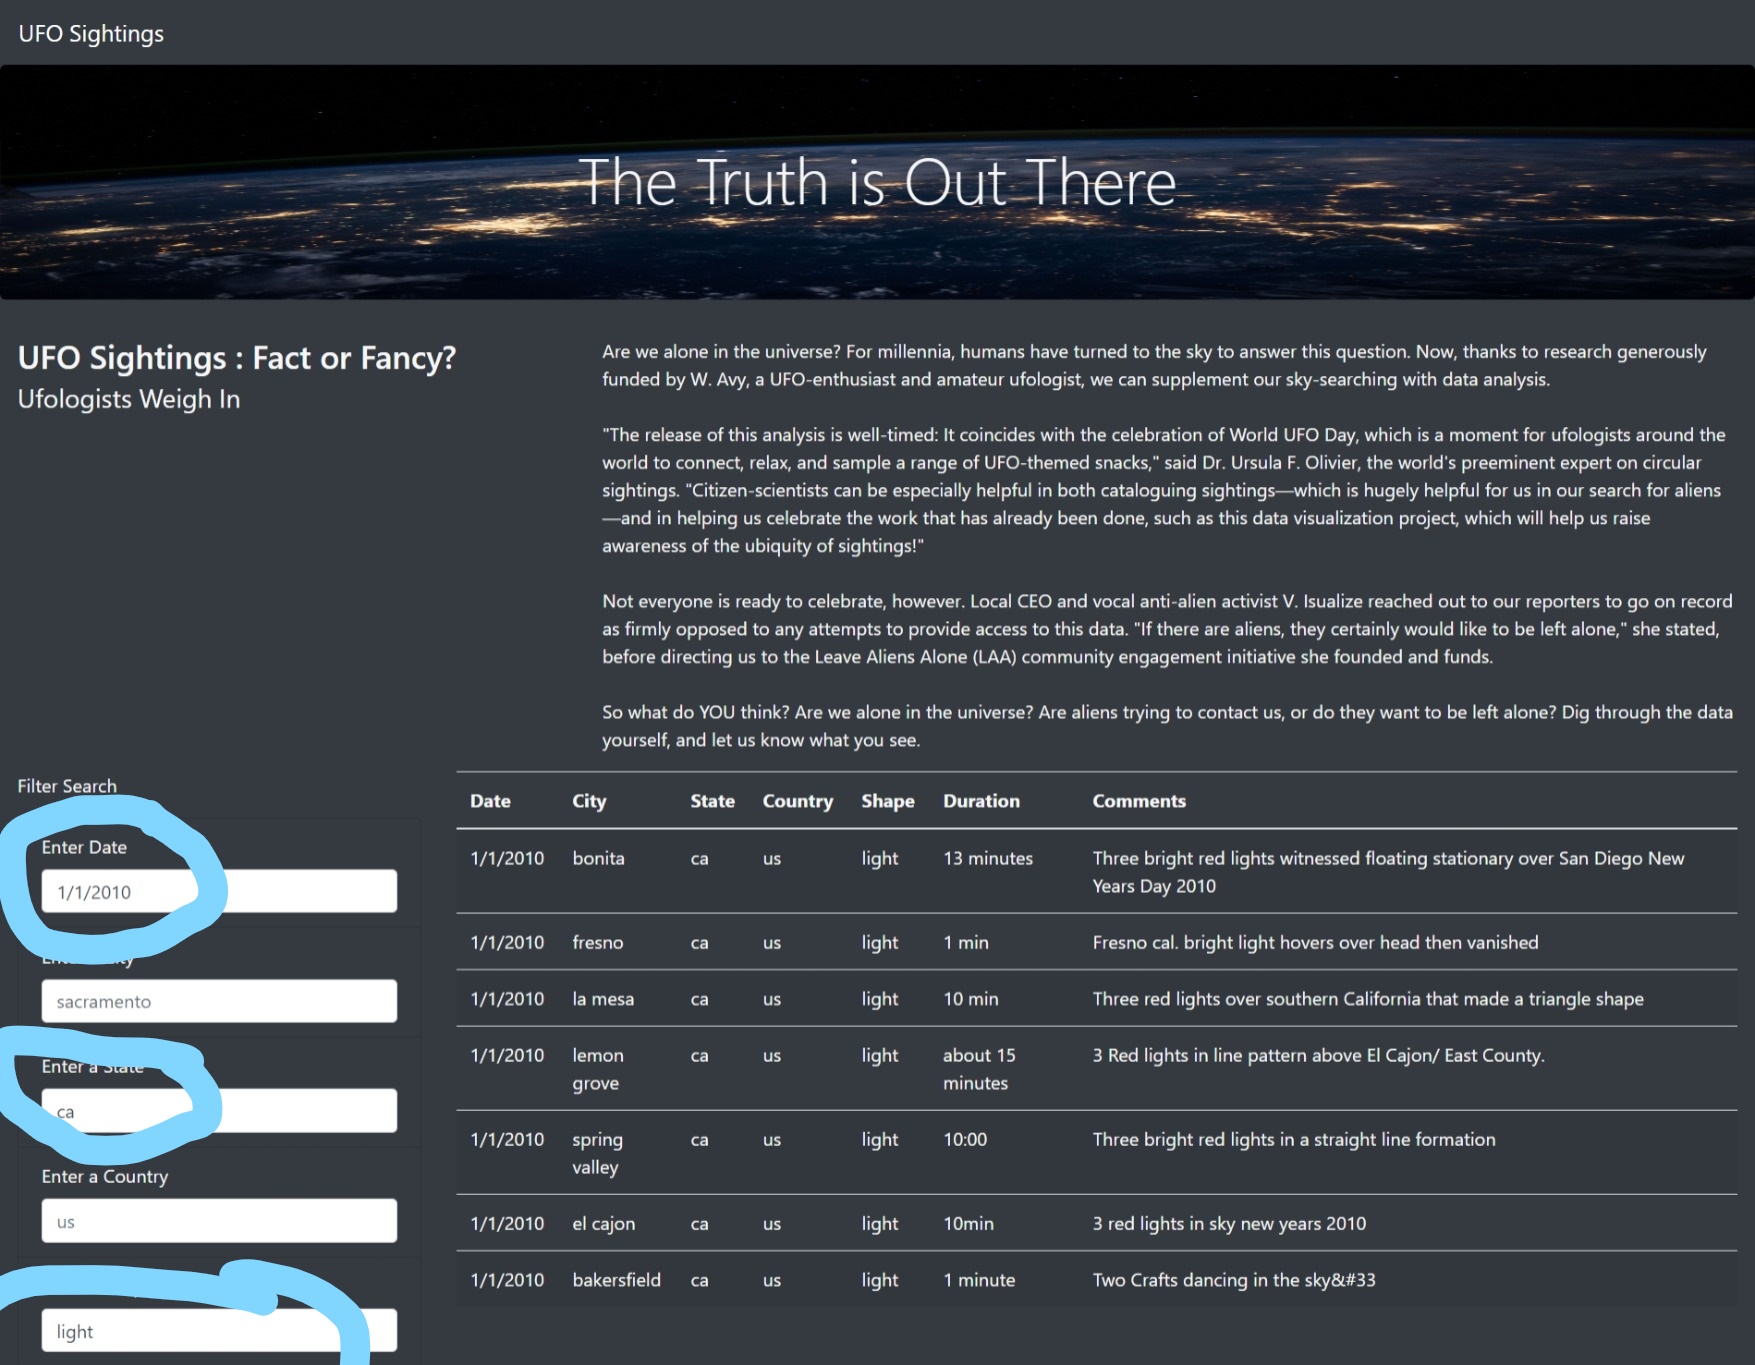 UFO Sightings
The Truth is Out There
UFO Sightings : Fact or Fancy?
Ufologists Weigh In
Are we alone in the universe? For millennia, humans have turned to the sky to answer this question. Now, thanks to research generously
funded by W. Avy, a UFO-enthusiast and amateur ufologist, we can supplement our sky-searching with data analysis.
"The release of this analysis is well-timed: It coincides with the celebration of World UFO Day, which is a moment for ufologists around the
world to connect, relax, and sample a range of UFO-themed snacks," said Dr. Ursula F. Olivier, the world's preeminent expert on circular
sightings. "Citizen-scientists can be especially helpful in both cataloguing sightings—which is hugely helpful for us in our search for aliens
—and in helping us celebrate the work that has already been done, such as this data visualization project, which will help us raise
awareness of the ubiquity of sightings!"
Not everyone is ready to celebrate, however. Local CEO and vocal anti-alien activist V. Isualize reached out to our reporters to go on record
as firmly opposed to any attempts to provide access to this data. "If there are aliens, they certainly would like to be left alone," she stated,
before directing us to the Leave Aliens Alone (LAA) community engagement initiative she founded and funds.
So what do YOU think? Are we alone in the universe? Are aliens trying to contact us, or do they want to be left alone? Dig through the data
yourself, and let us know what you see.
Filter Search
Enter Date
1/1/2010
sacramento
Enter a State
ca
Enter a Country
us
light
Date City State Country Shape Duration Comments
1/1/2010 bonita ca us light 13 minutes Three bright red lights witnessed floating stationary over San Diego New
Years Day 2010
1/1/2010 fresno ca us light 1 min Fresno cal. bright light hovers over head then vanished
1/1/2010 la mesa ca us light 10 min Three red lights over southern California that made a triangle shape
1/1/2010 lemon ca us light about 15 3 Red lights in line pattern above El Cajon/ East County.
grove minutes
1/1/2010 spring ca us light 10:00 Three bright red lights in a straight line formation
valley
1/1/2010 el cajon ca us light 10min 3 red lights in sky new years 2010
1/1/2010 bakersfield ca us light 1 minute Two Crafts dancing in the sky&#33